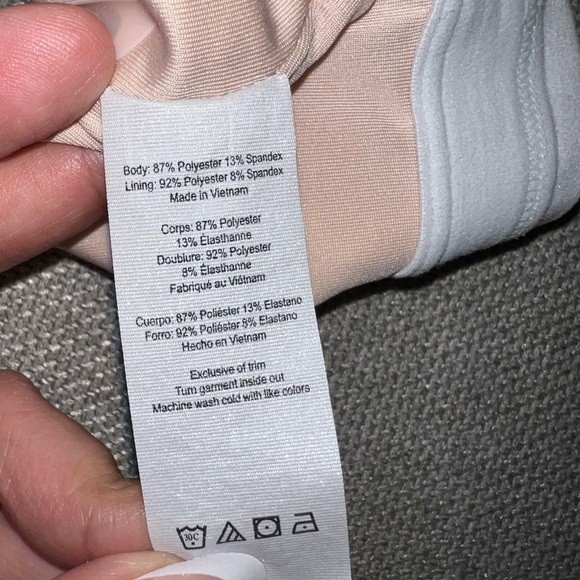 Body: 87% Polyester 13% Spandex
Lining: 92% Polyester 8% Spandex
Made in Vietnam
Corps: 87% Polyester
13% Élasthanne
Doublure: 92% Polyester
8% Élasthanne
Fabriqué au Viêtnam
Cuerpo: 87% Poliéster 13% Elastano
Forro: 92% Poliéster 8% Elastano
Hecho en Vietnam
Exclusive of trim
Turn garment inside out
Machine wash cold with like colors
30C